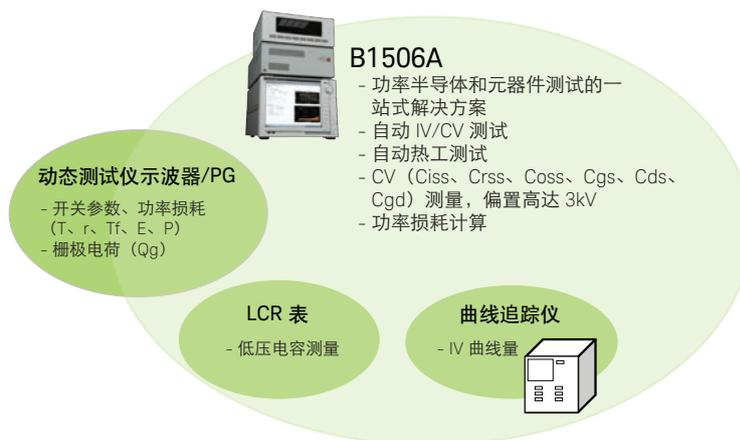 B1506A
- 功率半导体和元器件测试的一
站式解决方案
- 自动 IV/CV 测试
- 自动热工测试
- CV（Ciss、Crss、Coss、Cgs、Cds、
Cgd）测量，偏置高达 3kV
- 功率损耗计算
动态测试仪示波器/PG
- 开关参数、功率损耗
（T、r、Tf、E、P）
- 栅极电荷（Qg）
LCR 表
- 低压电容测量
曲线追踪仪
- IV 曲线量